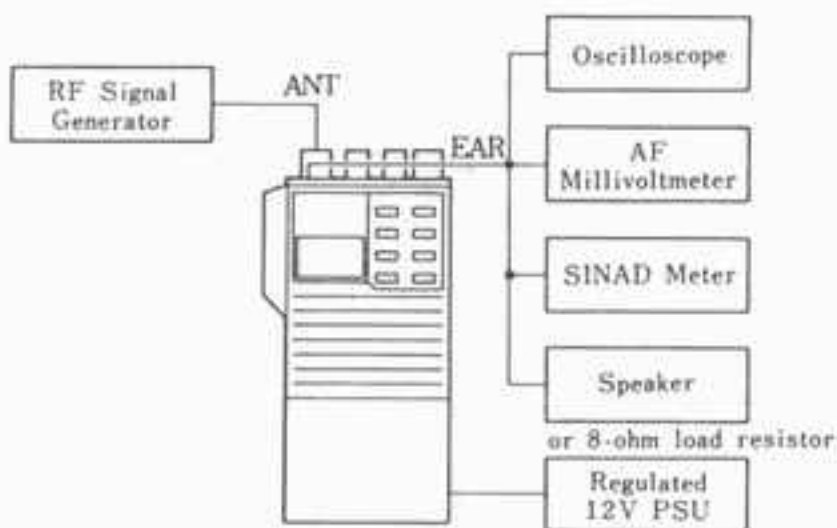 RF Signal
Generator
ANT
EAR
Oscilloscope
AF
Millivoltmeter
SINAD Meter
Speaker
or 8-ohm load resistor
Regulated
12V PSU